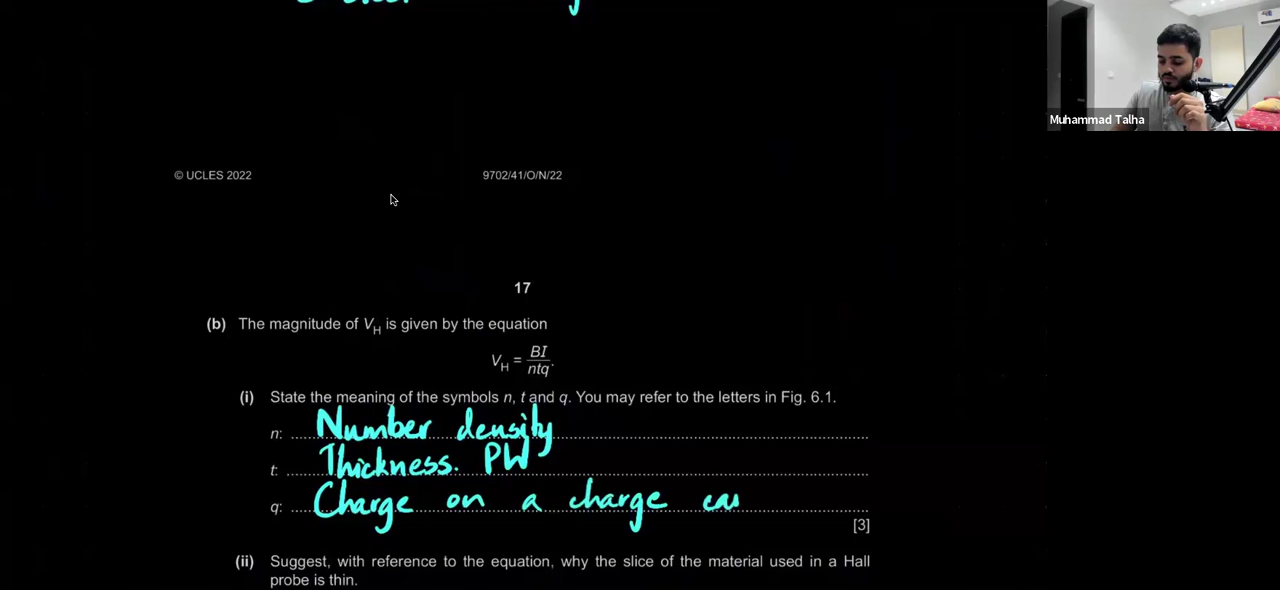 Muhammad Talha
© UCLES 2022 9702/41/O/N/22
17
(b) The magnitude of V_H is given by the equation
V_H = BI/ntq.
(i) State the meaning of the symbols n, t and q. You may refer to the letters in Fig. 6.1.
n: Number density
t: Thickness. PW
q: Charge on a charge car
[3]
(ii) Suggest, with reference to the equation, why the slice of the material used in a Hall
probe is thin.